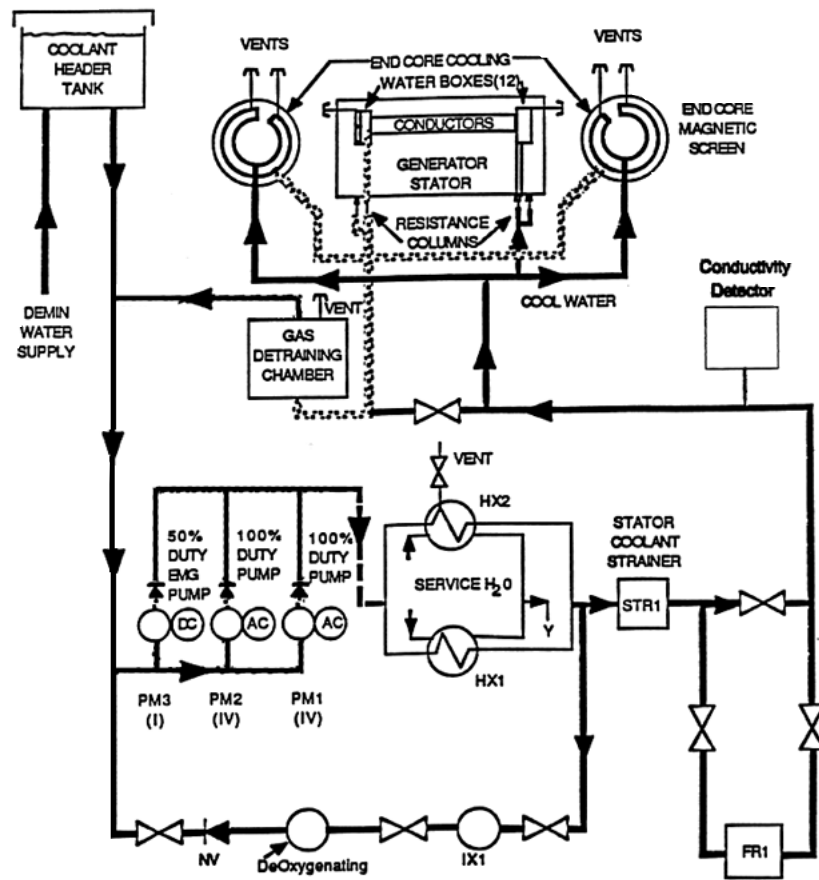 COOLANT
HEADER
TANK
VENTS
END CORE COOLING
WATER BOXES(12)
VENTS
CONDUCTORS
GENERATOR
STATOR
END CORE
MAGNETIC
SCREEN
RESISTANCE
COLUMNS
COOL WATER
Conductivity
Detector
DEMIN
WATER
SUPPLY
VENT
GAS
DETRAINING
CHAMBER
VENT
HX2
50%
DUTY
EMG
PUMP
100%
DUTY
PUMP
100%
DUTY
PUMP
SERVICE H20
Y
STATOR
COOLANT
STRAINER
STR1
DC
AC
AC
HX1
PM3
(I)
PM2
(IV)
PM1
(IV)
NV
DeOxygenating
IX1
FR1